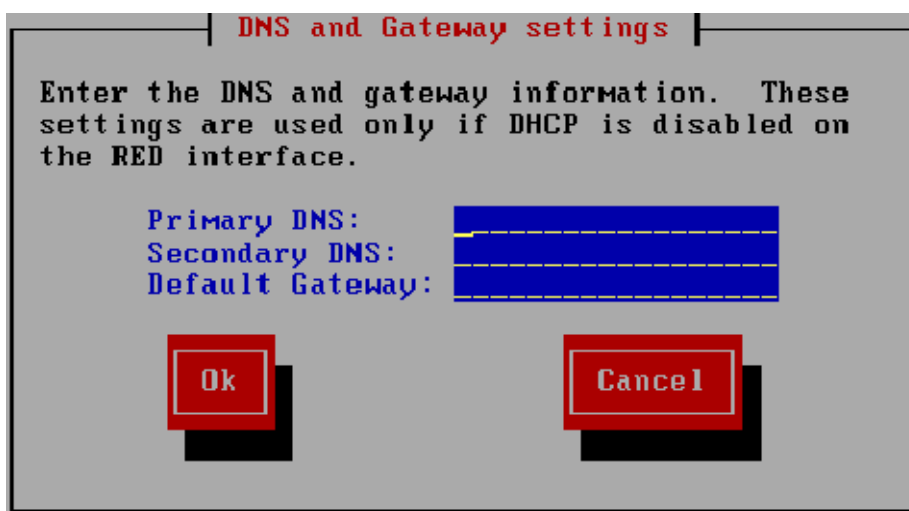 DNS and Gateway settings
Enter the DNS and gateway information. These
settings are used only if DHCP is disabled on
the RED interface.
Primary DNS:
Secondary DNS:
Default Gateway:
Ok Cancel